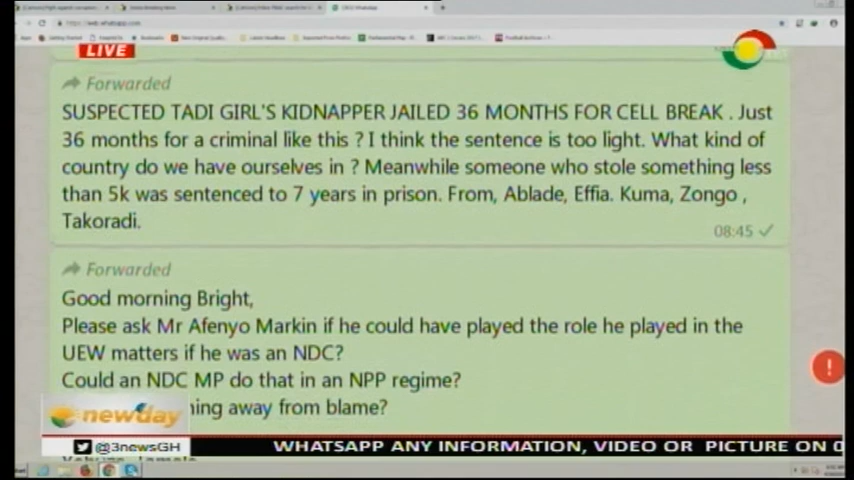 https://web.whatsapp.com
LIVE
Forwarded
SUSPECTED TADI GIRL'S KIDNAPPER JAILED 36 MONTHS FOR CELL BREAK . Just
36 months for a criminal like this ? I think the sentence is too light. What kind of
country do we have ourselves in ? Meanwhile someone who stole something less
than 5k was sentenced to 7 years in prison. From, Ablade, Effia. Kuma, Zongo ,
Takoradi.
08:45
Forwarded
Good morning Bright,
Please ask Mr Afenyo Markin if he could have played the role he played in the
UEW matters if he was an NDC?
Could an NDC MP do that in an NPP regime?
ning away from blame?
newday
@3newsGH
WHATSAPP ANY INFORMATION, VIDEO OR PICTURE ON 0